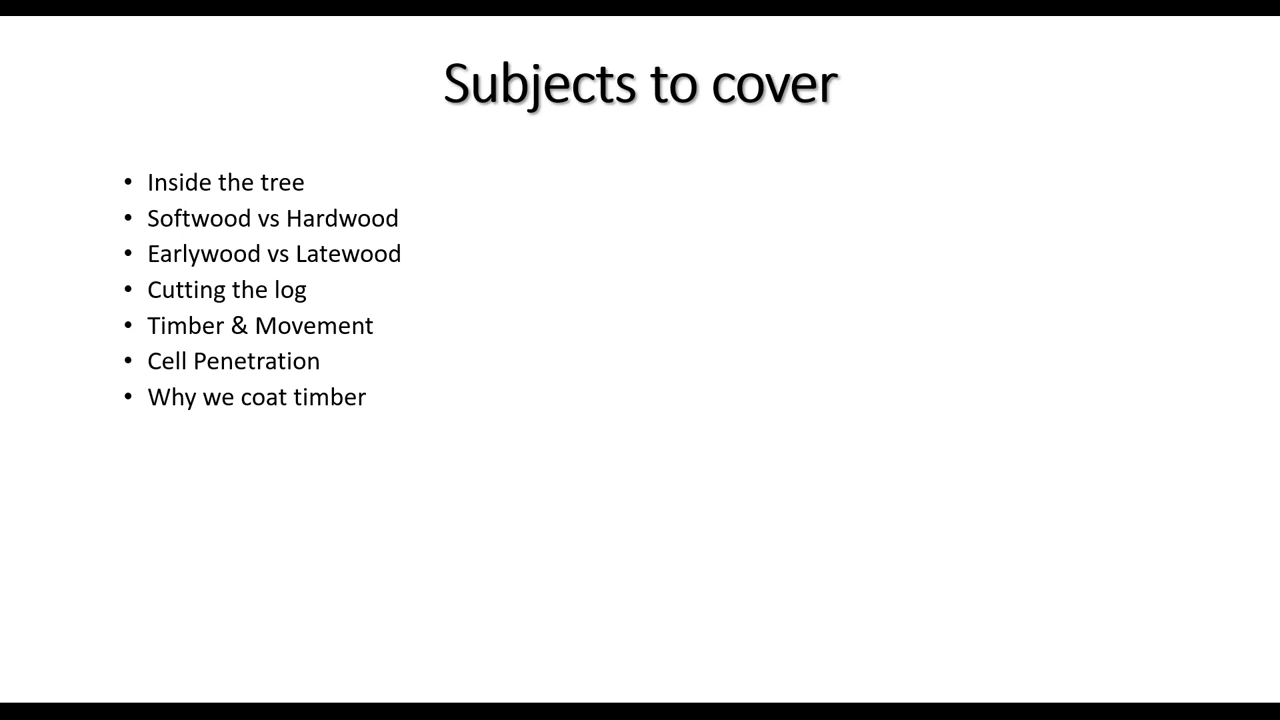 Subjects to cover
• Inside the tree
• Softwood vs Hardwood
• Earlywood vs Latewood
• Cutting the log
• Timber & Movement
• Cell Penetration
• Why we coat timber